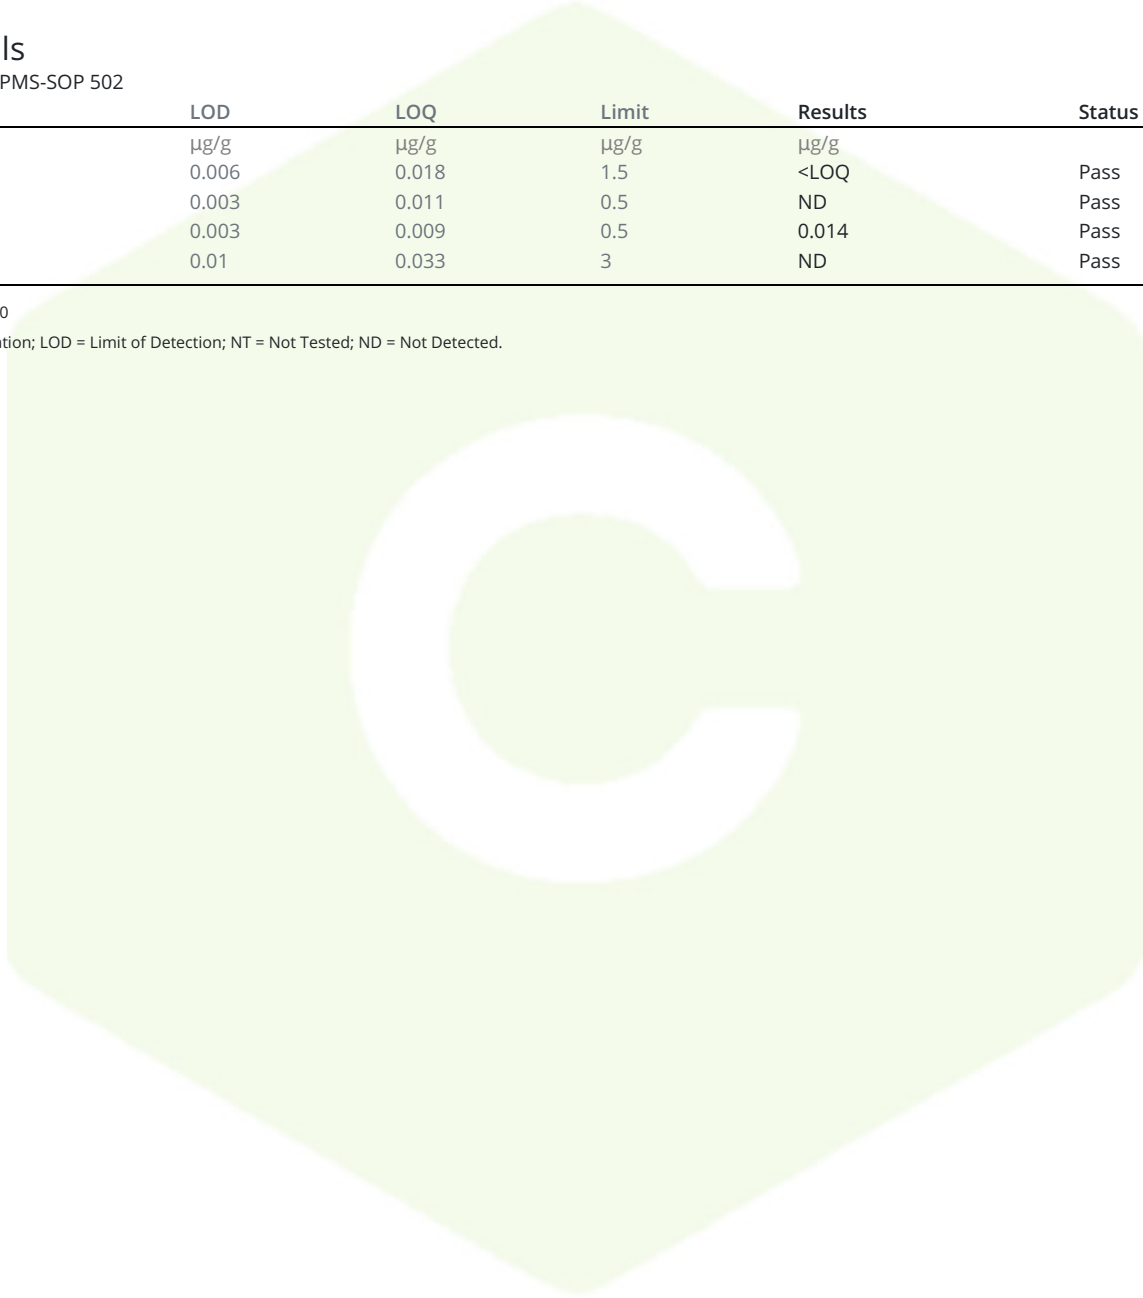 ls
PMS-SOP 502
LOD LOQ Limit Results Status
µg/g µg/g µg/g µg/g
0.006 0.018 1.5 <LOQ Pass
0.003 0.011 0.5 ND Pass
0.003 0.009 0.5 0.014 Pass
0.01 0.033 3 ND Pass
0
tion; LOD = Limit of Detection; NT = Not Tested; ND = Not Detected.
C